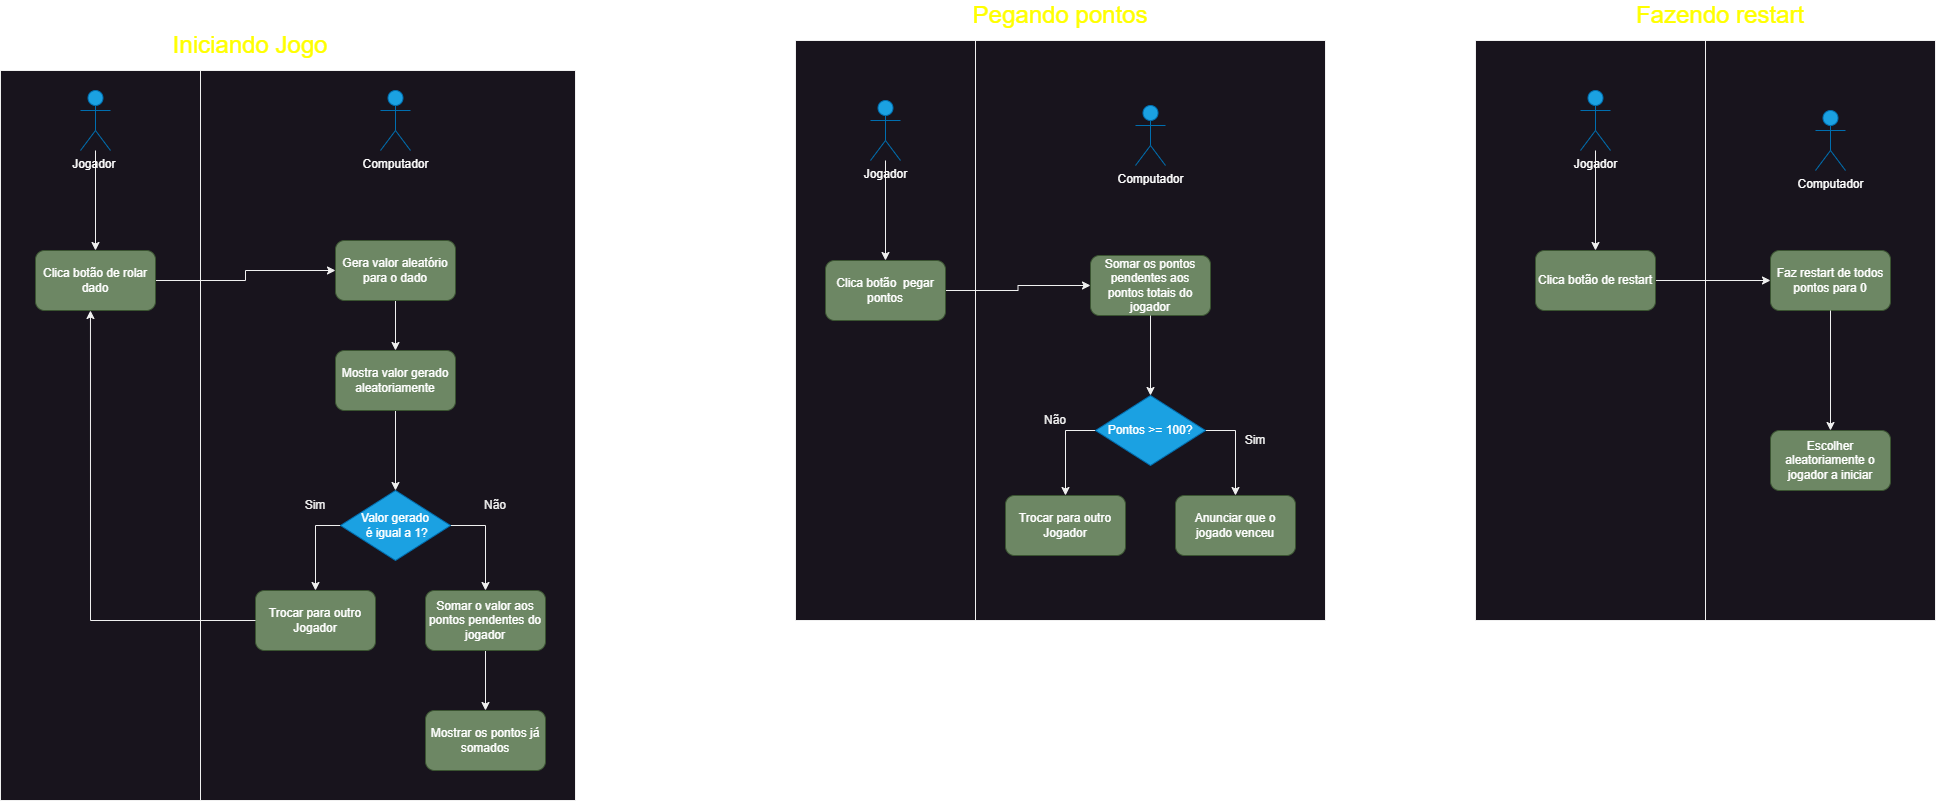 Iniciando Jogo
Jogador
Computador
Clica botão de rolar
dado
Gera valor aleatório
para o dado
Mostra valor gerado
aleatoriamente
Sim
Não
Valor gerado
é igual a 1?
Trocar para outro
Jogador
Somar o valor aos
pontos pendentes do
jogador
Mostrar os pontos já
somados
Pegando pontos
Jogador
Computador
Clica botão pegar
pontos
Somar os pontos
pendentes aos
pontos totais do
jogador
Não
Pontos >= 100?
Sim
Trocar para outro
Jogador
Anunciar que o
jogado venceu
Fazendo restart
Jogador
Computador
Clica botão de restart
Faz restart de todos
pontos para 0
Escolher
aleatoriamente o
jogador a iniciar